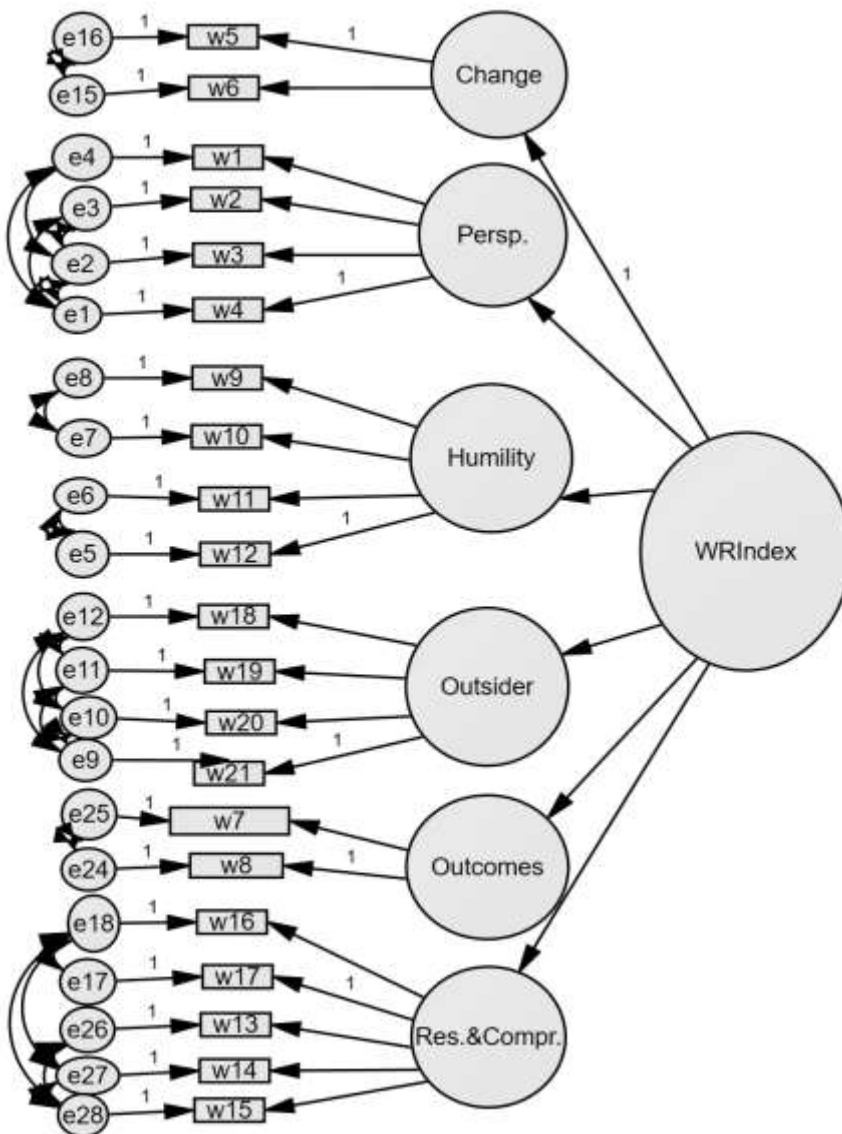 e16 1 w5 1 Change
e15 1 w6
e4 1 w1
e3 1 w2 Persp.
e2 1 w3
e1 1 w4 1
1
e8 1 w9
e7 1 w10 Humility
e6 1 w11
e5 1 w12 1
WRIndex
e12 1 w18
e11 1 w19 Outsider
e10 1 w20
e9 1 w21 1
e25 1 w7
e24 1 w8 1 Outcomes
e18 1 w16
e17 1 w17 1
e26 1 w13 Res.&Compr.
e27 1 w14
e28 1 w15